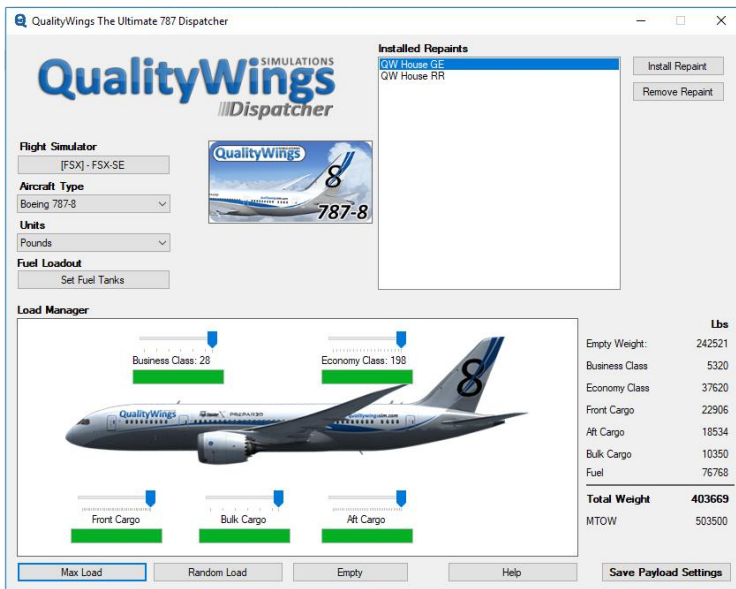 QualityWings The Ultimate 787 Dispatcher
QualityWings
SIMULATIONS
Dispatcher
Installed Repaints
QW House GE
QW House RR
Install Repaint
Remove Repaint
Flight Simulator
[FSX] - FSX-SE
Aircraft Type
Boeing 787-8
Units
Pounds
Fuel Loadout
Set Fuel Tanks
QualityWings
8
787-8
Load Manager
Business Class: 28
Economy Class: 198
8
QualityWings
PREPAR3D
qualitywingssim.com
Front Cargo
Bulk Cargo
Aft Cargo
Lbs
Empty Weight: 242521
Business Class 5320
Economy Class 37620
Front Cargo 22906
Aft Cargo 18534
Bulk Cargo 10350
Fuel 76768
Total Weight 403669
MTOW 503500
Max Load
Random Load
Empty
Help
Save Payload Settings